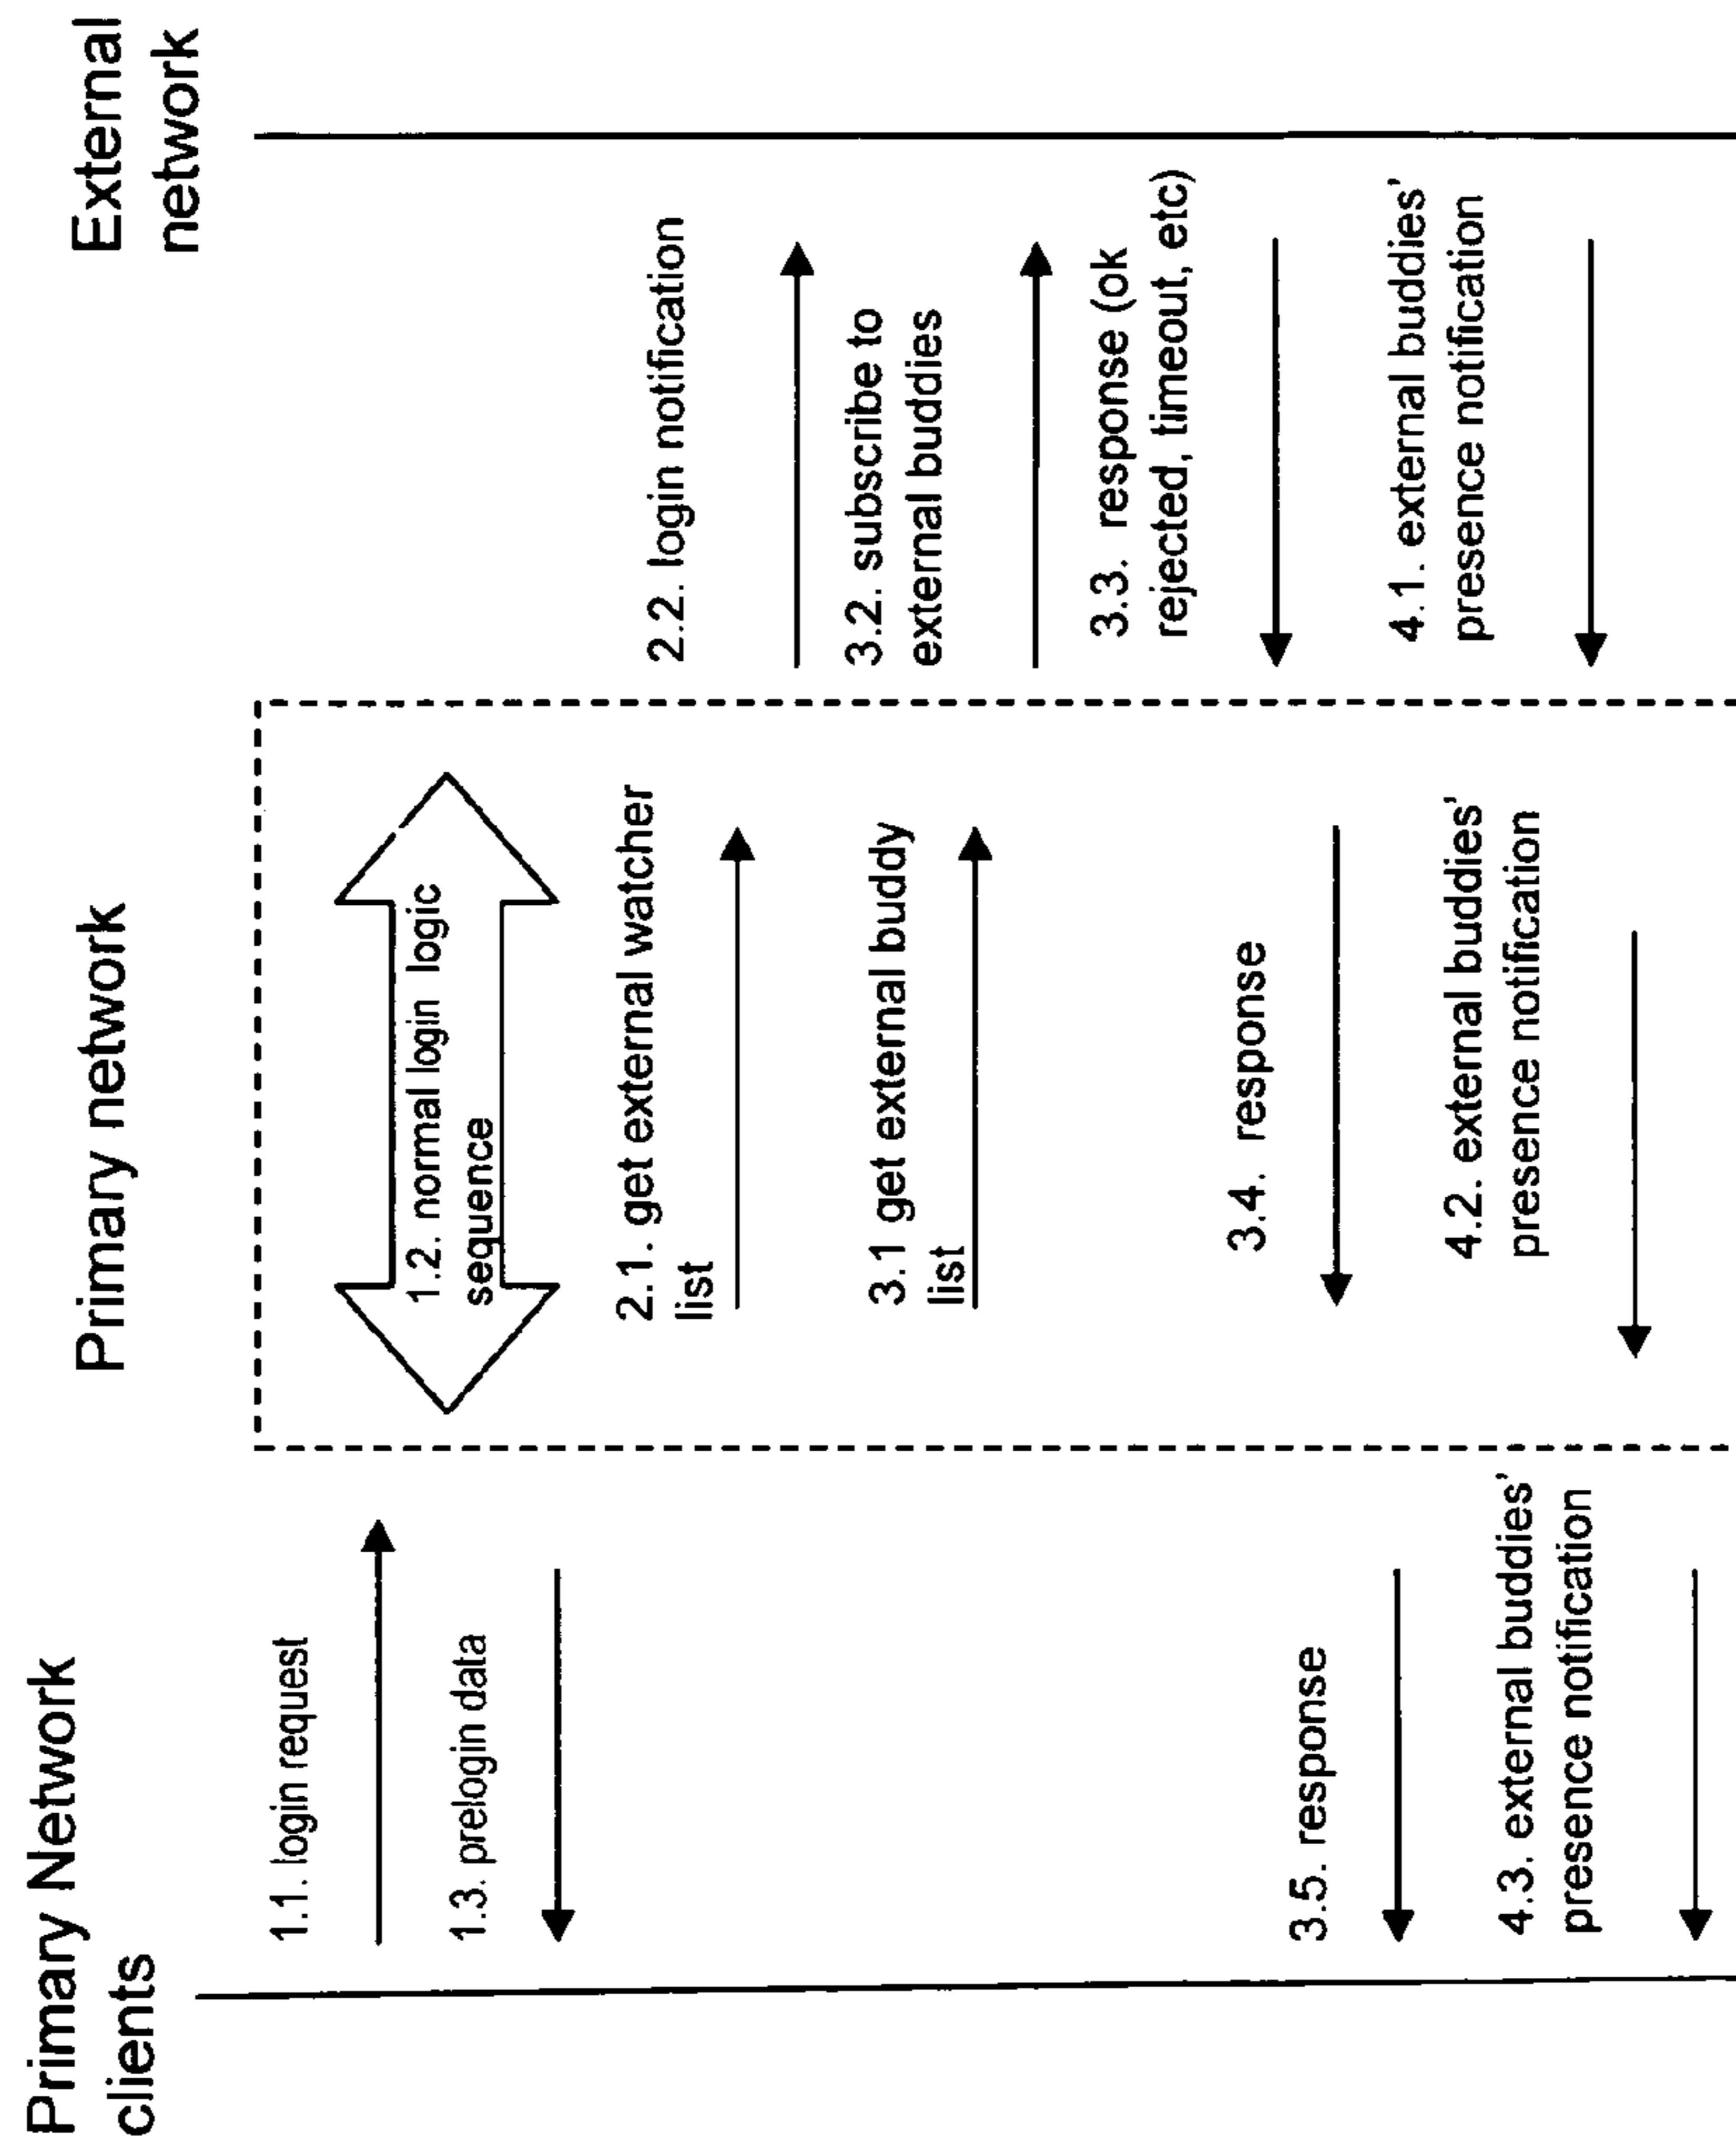 Primary Network
clients
Primary network
External
network
1.1. login request
1.2. normal login logic
sequence
1.3. prelogin data
2.1. get external watcher
list
2.2. login notification
3.1 get external buddy
list
3.2. subscribe to
external buddies
3.3. response (ok
rejected, timeout, etc)
3.4. response
3.5. response
4.1. external buddies'
presence notification
4.2. external buddies'
presence notification
4.3. external buddies'
presence notification